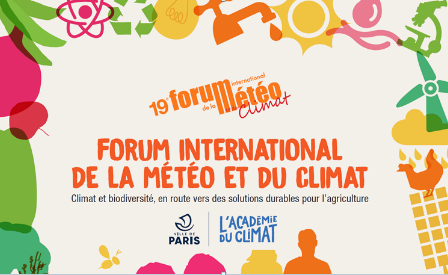 19e forum international
de la météo
Climat
FORUM INTERNATIONAL
DE LA MÉTÉO ET DU CLIMAT
Climat et biodiversité, en route vers des solutions durables pour l'agriculture
VILLE DE
PARIS
L'ACADÉMIE
DU CLIMAT